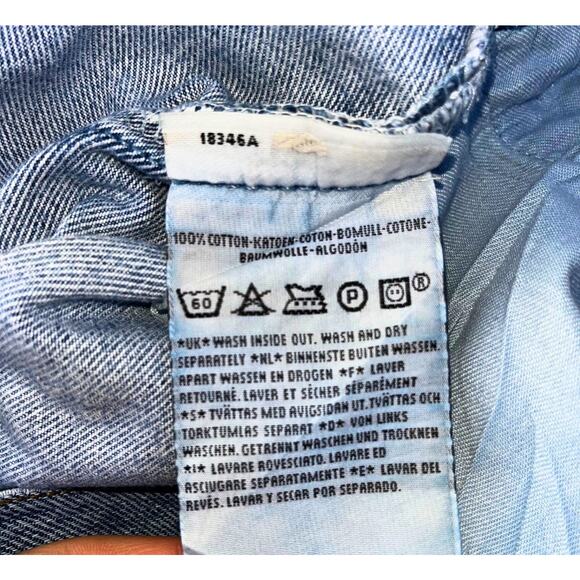 18346A
100% COTTON-KATOEN-COTON-BOMULL-COTONE-
BAUMWOLLE-ALGODÓN
60 P ®
*UK* WASH INSIDE OUT. WASH AND DRY
SEPARATELY *NL* BINNENSTE BUITEN WASSEN.
APART WASSEN EN DROGEN *F* LAVER
RETOURNÉ. LAVER ET SÉCHER SÉPARÉMENT
*S* TVÄTTAS MED AVIGSIDAN UT. TVÄTTAS OCH
TORKTUMLAS SEPARAT *D* VON LINKS
WASCHEN. GETRENNT WASCHEN UND TROCKNEN
*I* LAVARE ROVESCIATO. LAVARE ED
ASCIUGARE SEPARATAMENTE *E* LAVAR DEL
REVÉS. LAVAR Y SECAR POR SEPARADO.